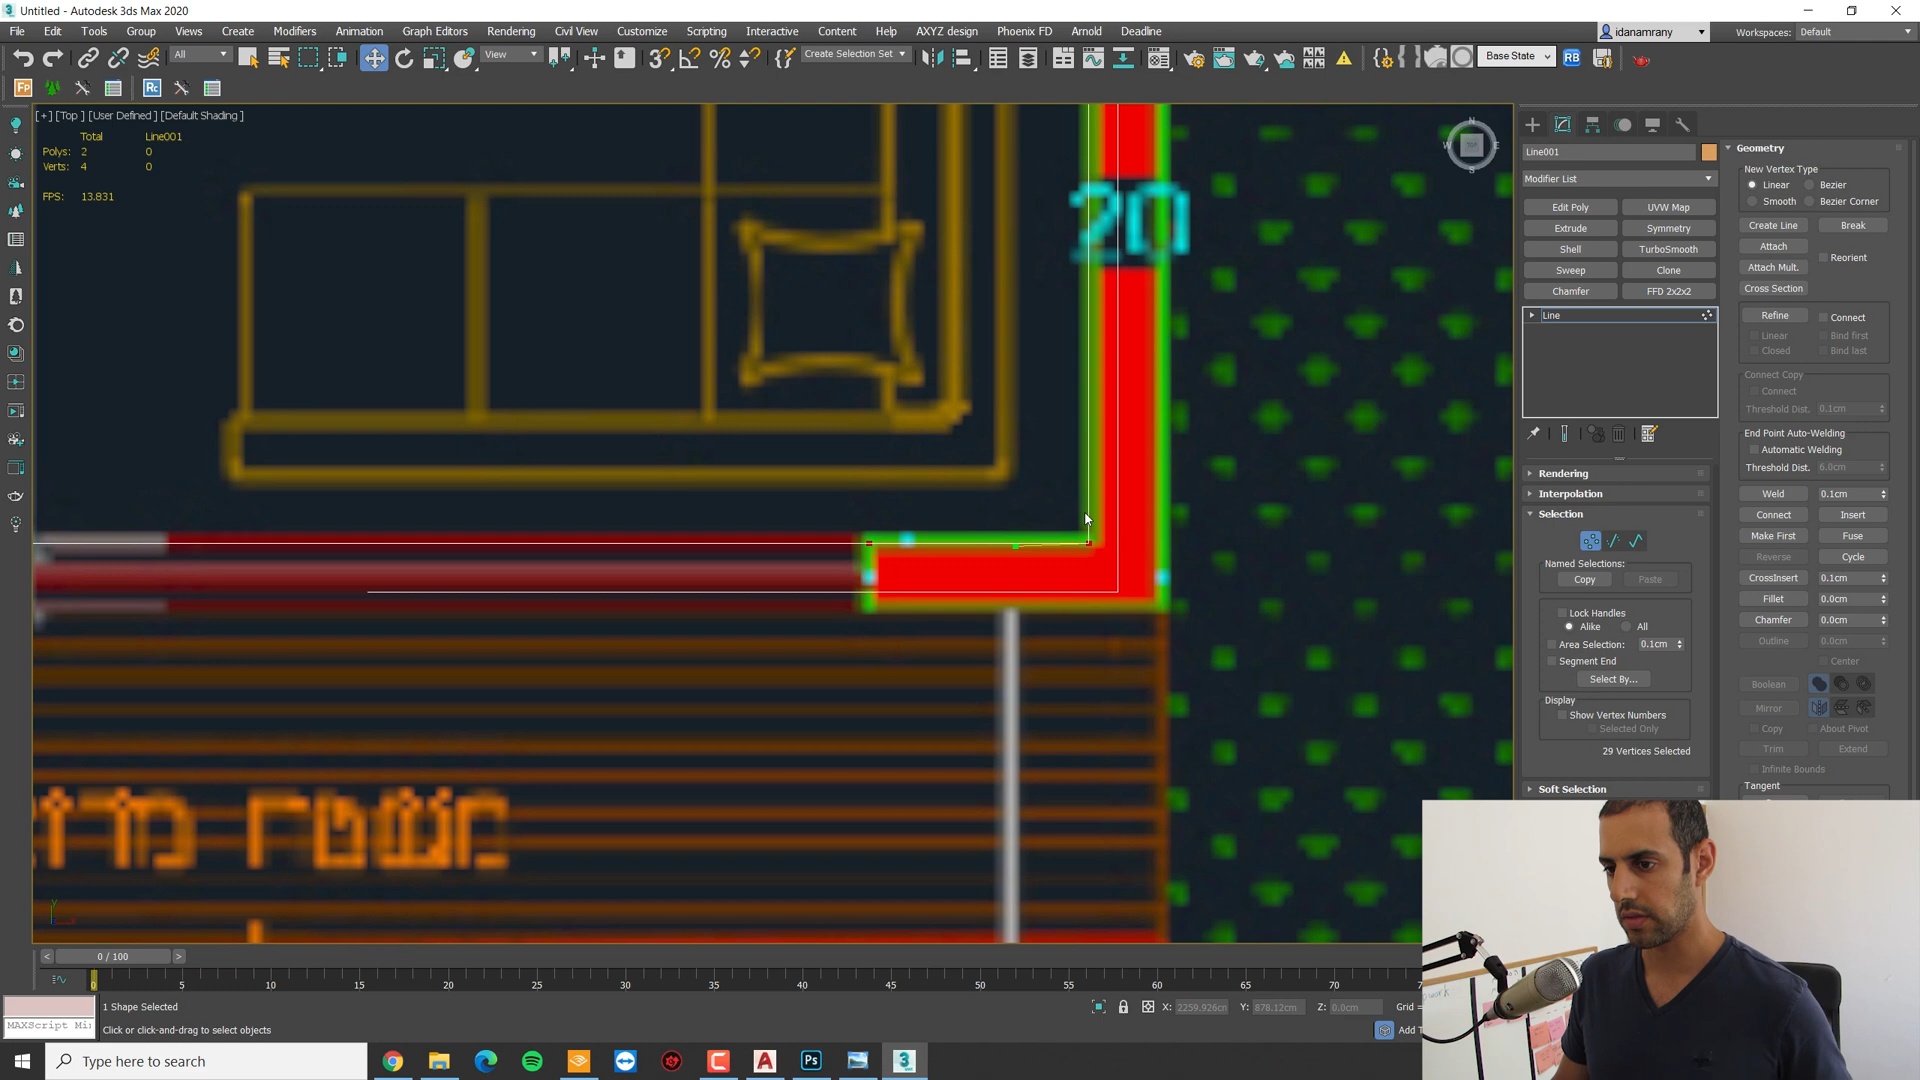 Untitled - Autodesk 3ds Max 2020
File Edit Tools Group Views Create Modifiers Animation Graph Editors Rendering Civil View Customize Scripting Interactive Content Help AXYZ design Phoenix FD Arnold Deadline
idanamrany
Workspaces: Default
All
View
Create Selection Set
Base State
RB
Fp
Rc
[+] [Top ] [User Defined ] [Default Shading ]
Total Line001
Polys: 2 0
Verts: 4 0
FPS: 13.831
20
N
W TOP E
S
Line001
Modifier List
Edit Poly UVW Map
Extrude Symmetry
Shell TurboSmooth
Sweep Clone
Chamfer FFD 2x2x2
Line
Rendering
Interpolation
Selection
Named Selections:
Copy Paste
Lock Handles
Alike All
Area Selection: 0.1cm
Segment End
Select By...
Display
Show Vertex Numbers
Selected Only
29 Vertices Selected
Soft Selection
Geometry
New Vertex Type
Linear Bezier
Smooth Bezier Corner
Create Line Break
Attach
Reorient
Attach Mult.
Cross Section
Refine Connect
Linear Bind first
Closed Bind last
Connect Copy
Connect
Threshold Dist. 0.1cm
End Point Auto-Welding
Automatic Welding
Threshold Dist. 6.0cm
Weld 0.1cm
Connect Insert
Make First Fuse
Reverse Cycle
CrossInsert 0.1cm
Fillet 0.0cm
Chamfer 0.0cm
Outline 0.0cm
Center
Boolean
Mirror
Copy About Pivot
Trim Extend
Infinite Bounds
Tangent
0 / 100
0 5 10 15 20 25 30 35 40 45 50 55 60 65 70
1 Shape Selected
X: 2259.926cm Y: 878.12cm Z: 0.0cm Grid =
MAXScript Mi
Click or click-and-drag to select objects
Add T
Type here to search
Ps
3